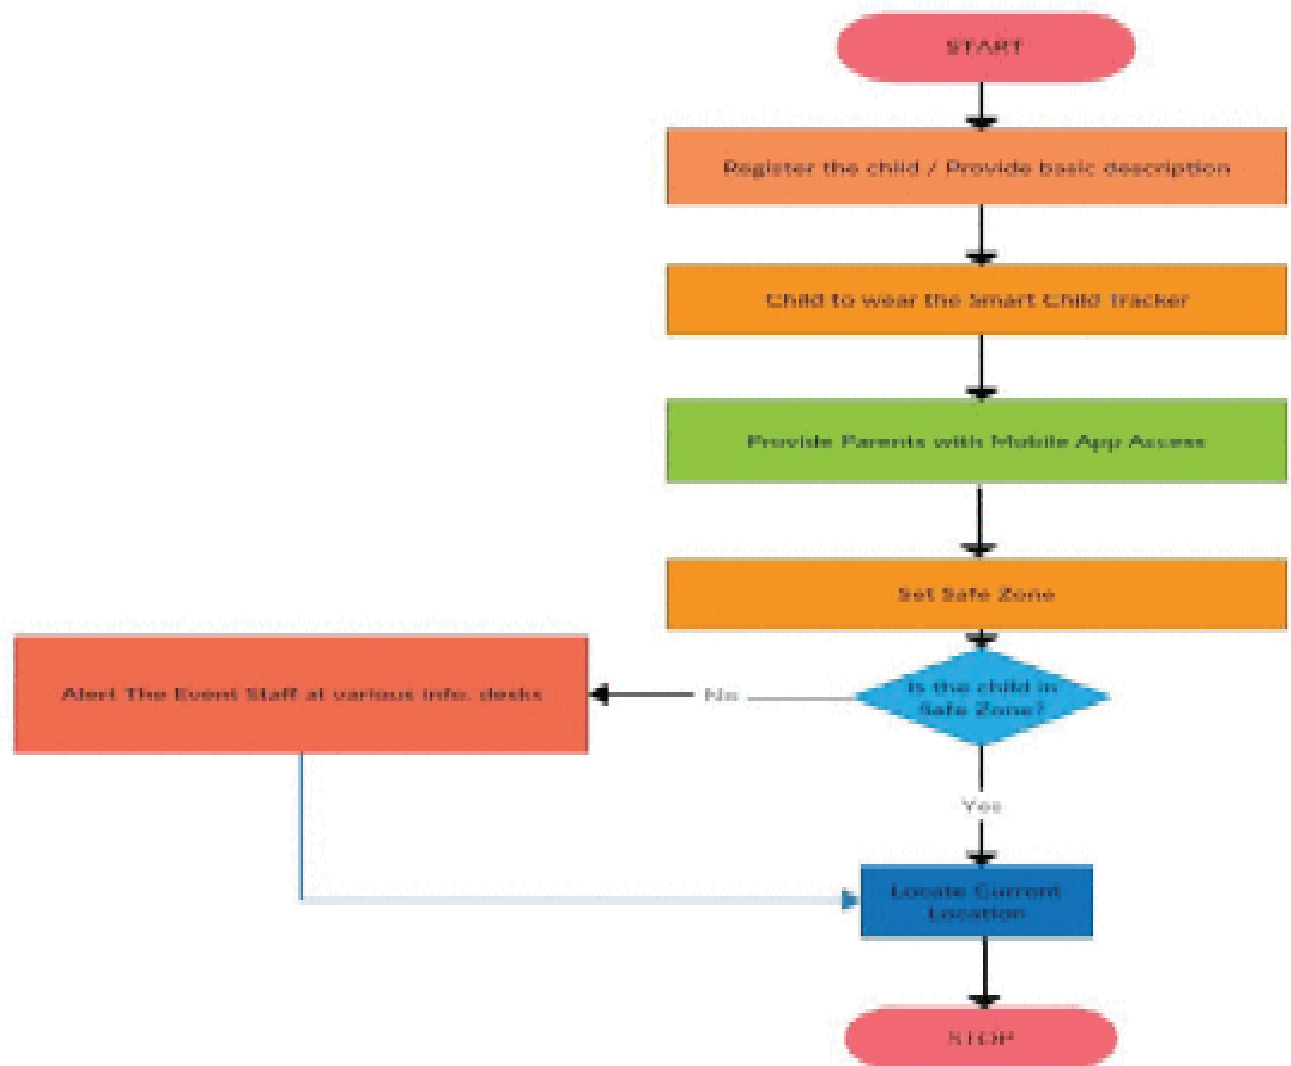 START
Register the child / Provide basic description
Child to wear the Smart Child Tracker
Provide Parents with Mobile App Access
Set Safe Zone
Is the child in
Safe Zone?
No
Alert The Event Staff at various info. desks
Yes
Locate Current
Location
STOP